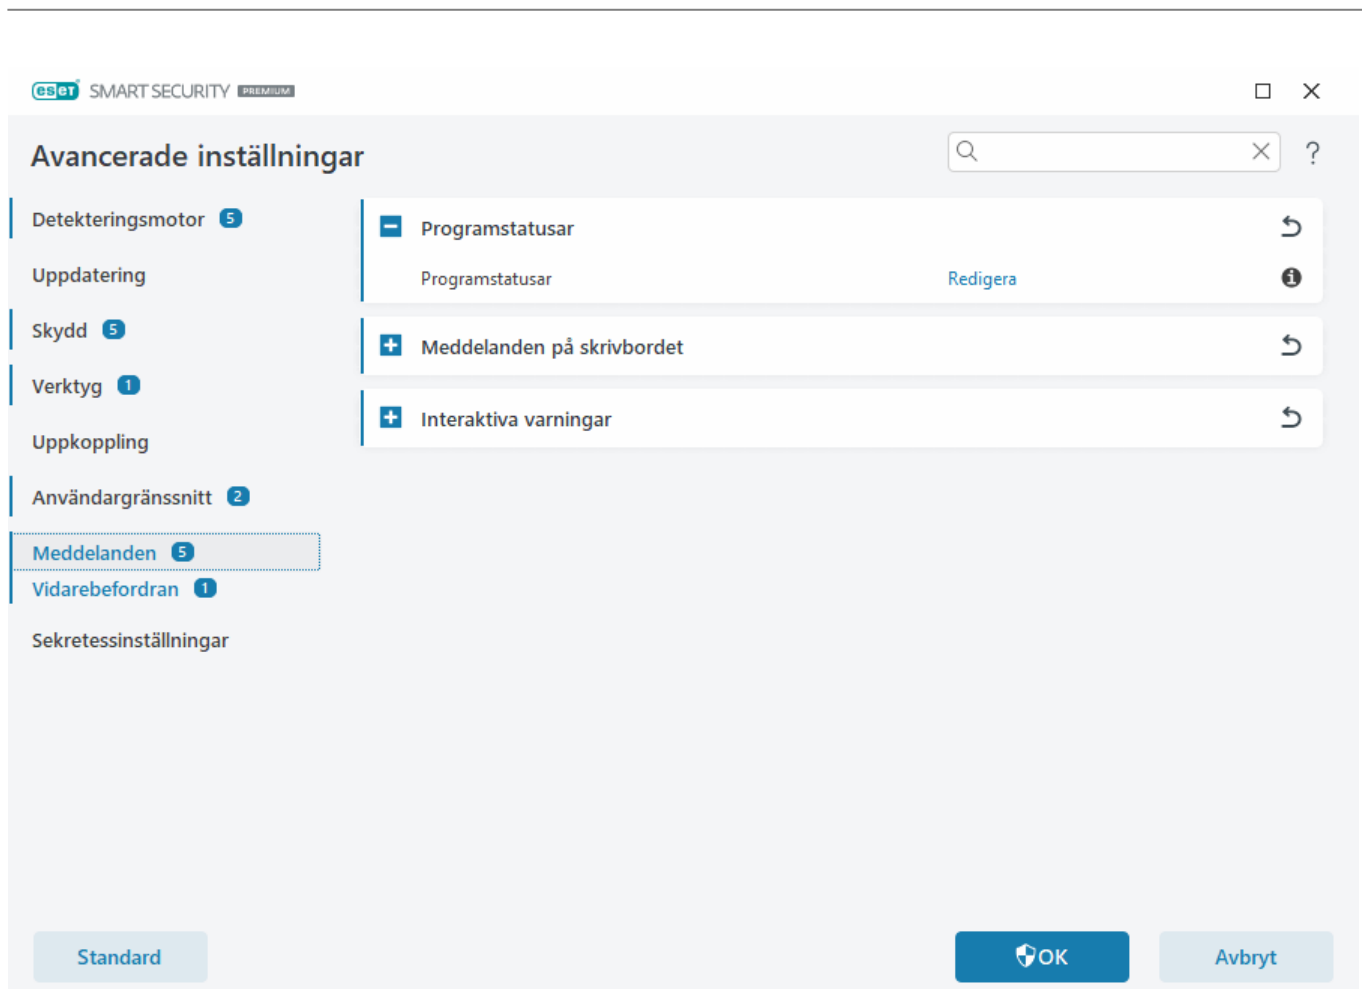 eseT SMART SECURITY PREMIUM
Avancerade inställningar
?
Detekteringsmotor 5
Uppdatering
Skydd 5
Verktyg 1
Uppkoppling
Användargränssnitt 2
Meddelanden 5
Vidarebefordran 1
Sekretessinställningar
Programstatusar
Programstatusar Redigera
Meddelanden på skrivbordet
Interaktiva varningar
Standard
OK
Avbryt